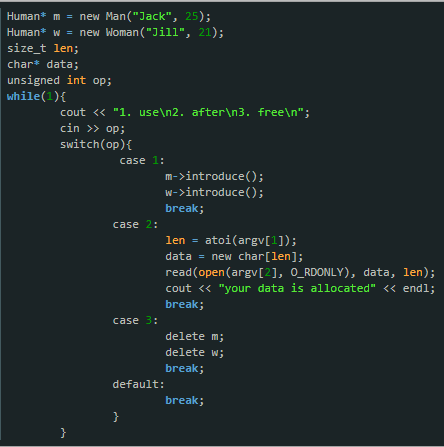 Human* m = new Man("Jack", 25);
Human* w = new Woman("Jill", 21);
size_t len;
char* data;
unsigned int op;
while(1){
        cout << "1. use\n2. after\n3. free\n";
        cin >> op;
        switch(op){
                 case 1:
                        m->introduce();
                        w->introduce();
                        break;
                case 2:
                        len = atoi(argv[1]);
                        data = new char[len];
                        read(open(argv[2], O_RDONLY), data, len);
                        cout << "your data is allocated" << endl;
                        break;
                case 3:
                        delete m;
                        delete w;
                        break;
                default:
                        break;
                }
        }